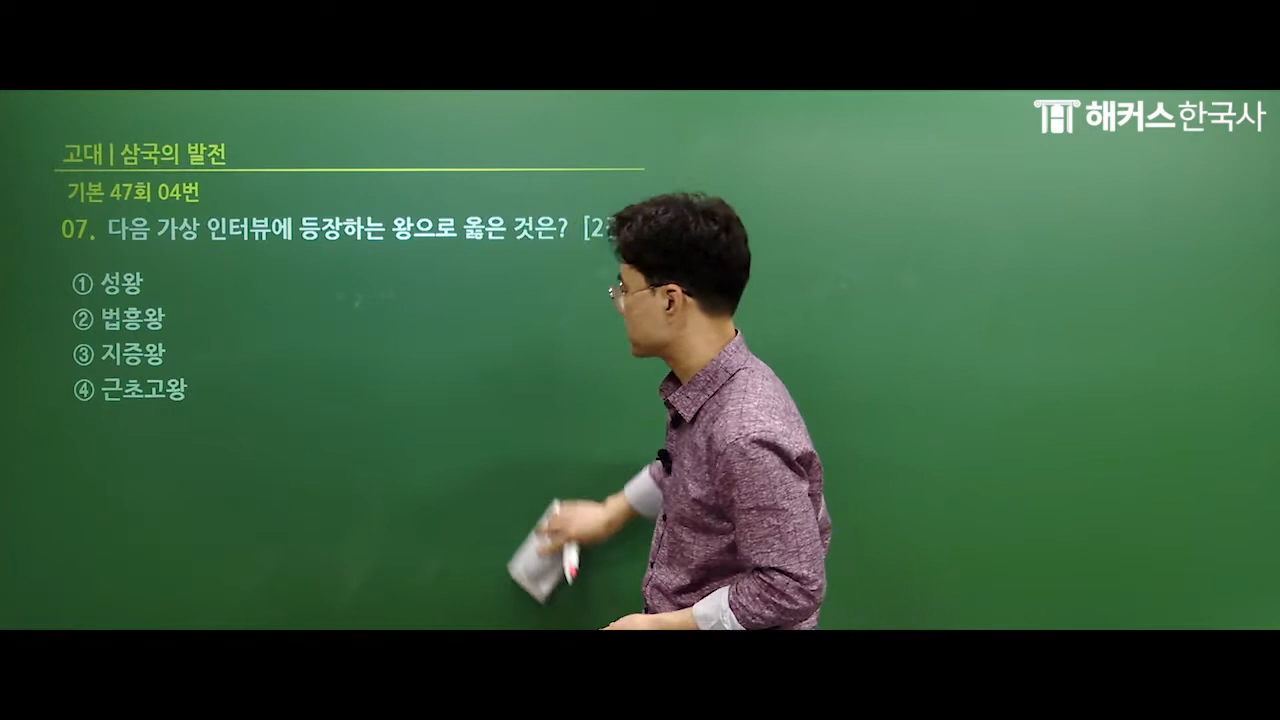 해커스한국사
고대 | 삼국의 발전
기본 47회 04번
07. 다음 가상 인터뷰에 등장하는 왕으로 옳은 것은? [2
① 성왕
② 법흥왕
③ 지증왕
④ 근초고왕